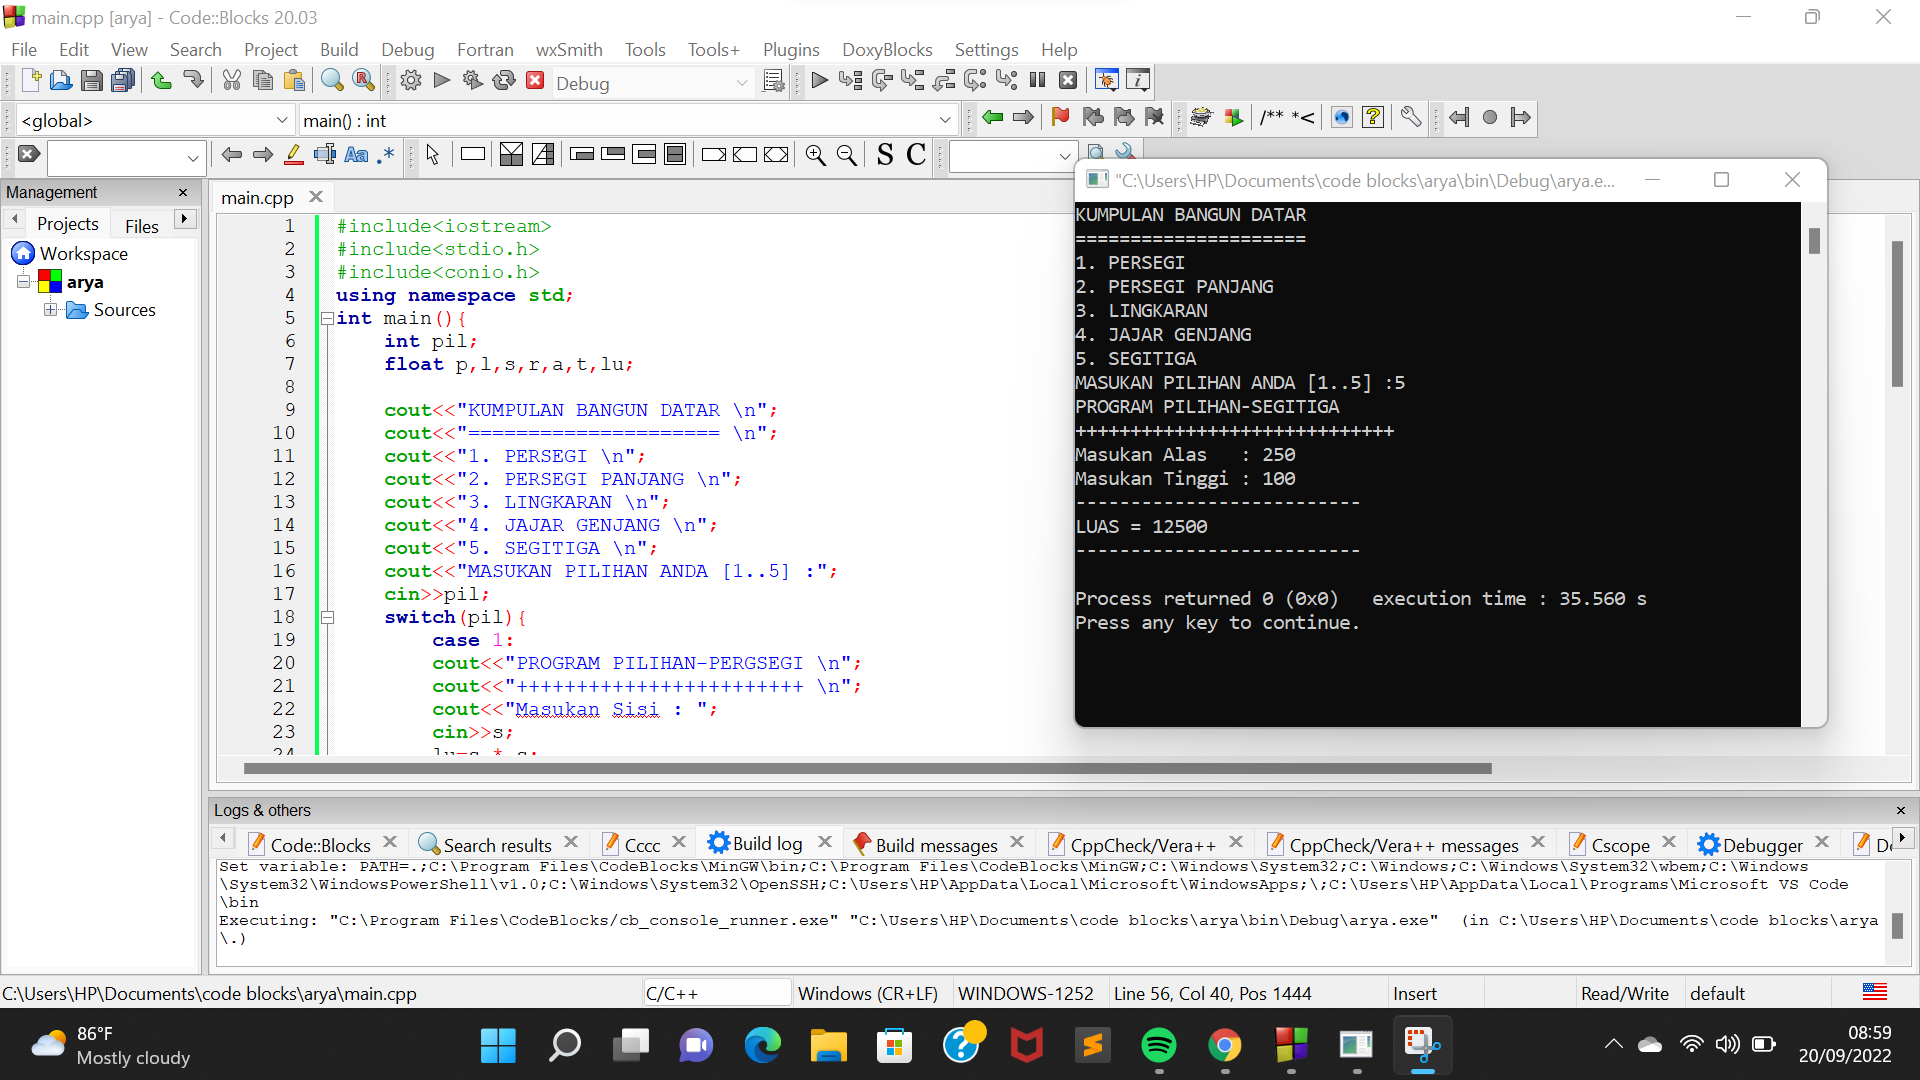 main.cpp [arya] - Code::Blocks 20.03
File Edit View Search Project Build Debug Fortran wxSmith Tools Tools+ Plugins DoxyBlocks Settings Help
Debug
<global> main() : int /** *<
Aa .* S C
Management
Projects Files
Workspace
arya
Sources
main.cpp
1 #include<iostream>
2 #include<stdio.h>
3 #include<conio.h>
4 using namespace std;
5 int main(){
6 int pil;
7 float p,l,s,r,a,t,lu;
8
9 cout<<"KUMPULAN BANGUN DATAR \n";
10 cout<<"===================== \n";
11 cout<<"1. PERSEGI \n";
12 cout<<"2. PERSEGI PANJANG \n";
13 cout<<"3. LINGKARAN \n";
14 cout<<"4. JAJAR GENJANG \n";
15 cout<<"5. SEGITIGA \n";
16 cout<<"MASUKAN PILIHAN ANDA [1..5] :";
17 cin>>pil;
18 switch(pil){
19 case 1:
20 cout<<"PROGRAM PILIHAN-PERGSEGI \n";
21 cout<<"++++++++++++++++++++++++ \n";
22 cout<<"Masukan Sisi : ";
23 cin>>s;
24 lu=s * s;
"C:\Users\HP\Documents\code blocks\arya\bin\Debug\arya.e...
KUMPULAN BANGUN DATAR
=====================
1. PERSEGI
2. PERSEGI PANJANG
3. LINGKARAN
4. JAJAR GENJANG
5. SEGITIGA
MASUKAN PILIHAN ANDA [1..5] :5
PROGRAM PILIHAN-SEGITIGA
+++++++++++++++++++++++++++++
Masukan Alas : 250
Masukan Tinggi : 100
--------------------------
LUAS = 12500
--------------------------
Process returned 0 (0x0) execution time : 35.560 s
Press any key to continue.
Logs & others
Code::Blocks Search results Cccc Build log Build messages CppCheck/Vera++ CppCheck/Vera++ messages Cscope Debugger
Set variable: PATH=.;C:\Program Files\CodeBlocks\MinGW\bin;C:\Program Files\CodeBlocks\MinGW;C:\Windows\System32;C:\Windows;C:\Windows\System32\wbem;C:\Windows
\System32\WindowsPowerShell\v1.0;C:\Windows\System32\OpenSSH;C:\Users\HP\AppData\Local\Microsoft\WindowsApps;\;C:\Users\HP\AppData\Local\Programs\Microsoft VS Code
\bin
Executing: "C:\Program Files\CodeBlocks/cb_console_runner.exe" "C:\Users\HP\Documents\code blocks\arya\bin\Debug\arya.exe" (in C:\Users\HP\Documents\code blocks\arya
\.)
C:\Users\HP\Documents\code blocks\arya\main.cpp C/C++ Windows (CR+LF) WINDOWS-1252 Line 56, Col 40, Pos 1444 Insert Read/Write default
86°F
Mostly cloudy
08:59
20/09/2022